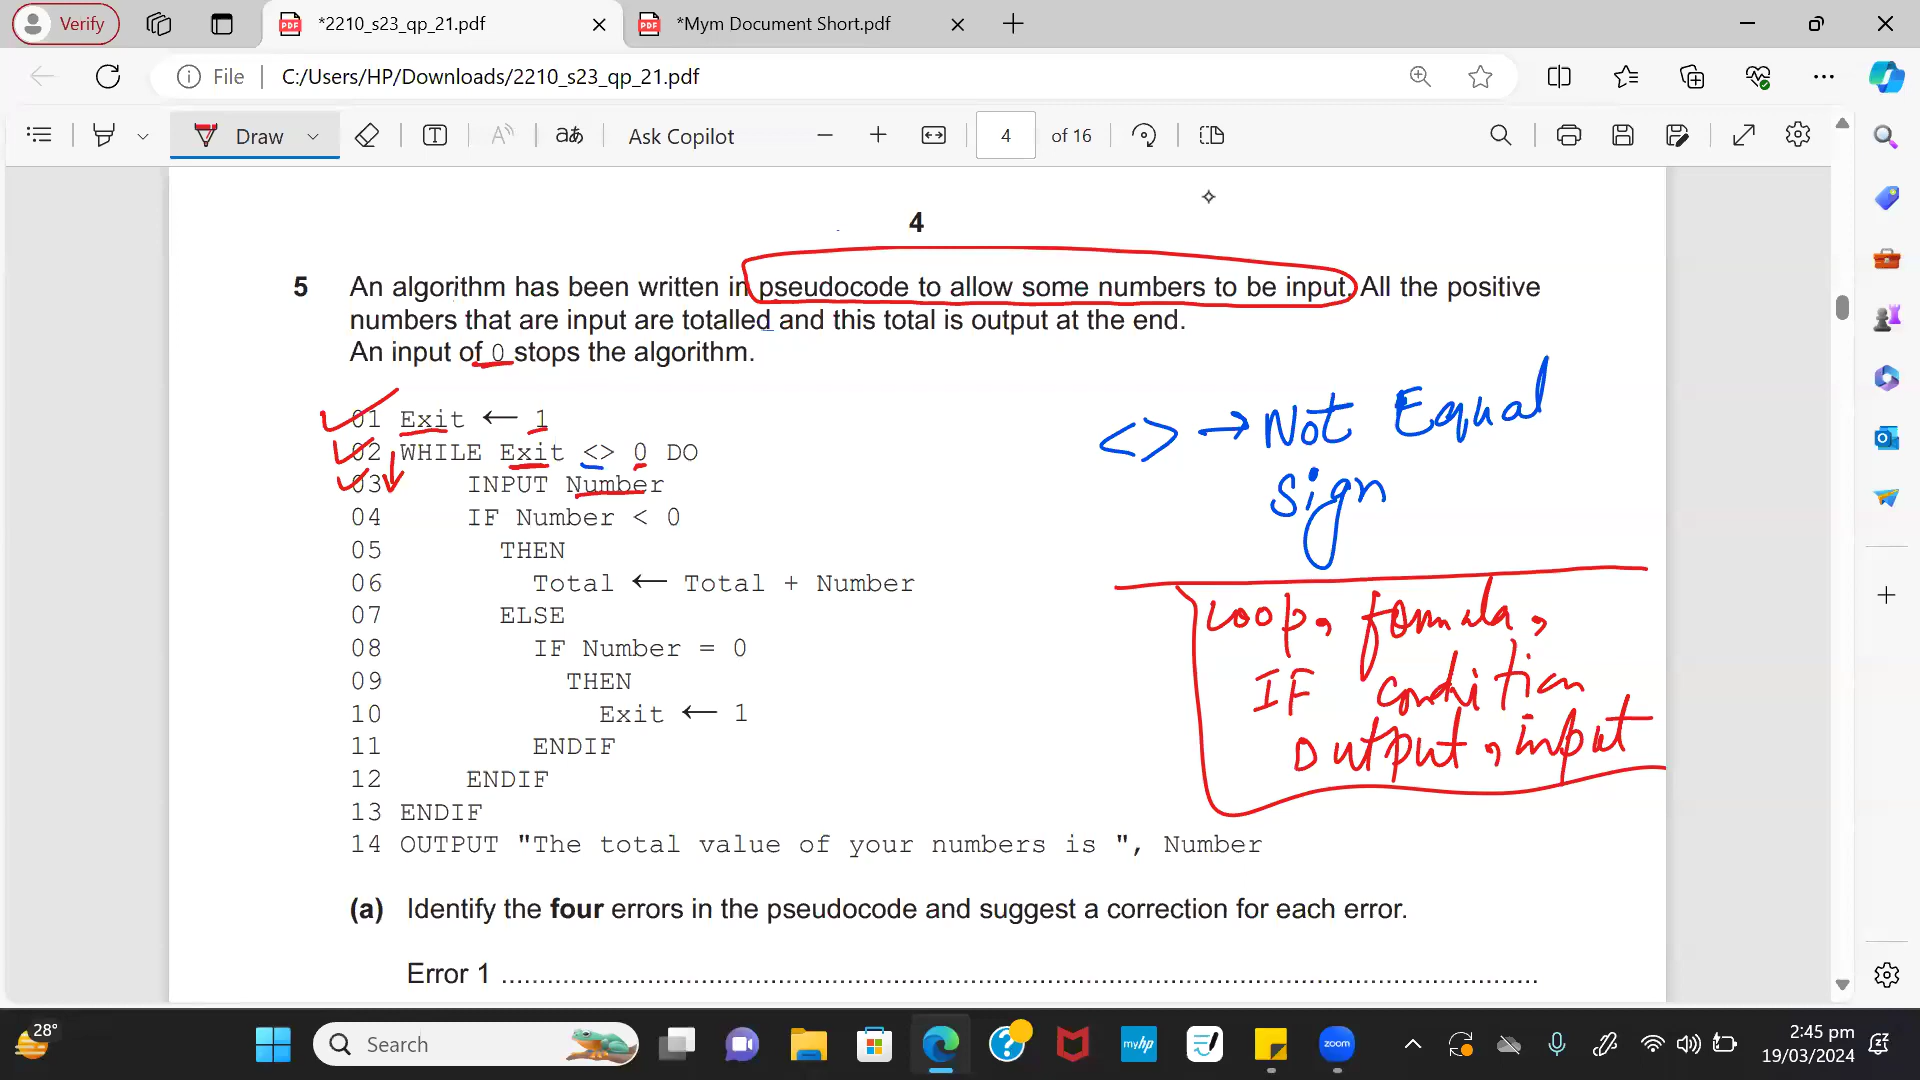 Verify
*2210_s23_qp_21.pdf
*Mym Document Short.pdf
File
C:/Users/HP/Downloads/2210_s23_qp_21.pdf
Draw
Ask Copilot
4
of 16
4
5 An algorithm has been written in pseudocode to allow some numbers to be input. All the positive
numbers that are input are totalled and this total is output at the end.
An input of 0 stops the algorithm.
01 Exit ← 1
02 WHILE Exit <> 0 DO
03 INPUT Number
04 IF Number < 0
05 THEN
06 Total ← Total + Number
07 ELSE
08 IF Number = 0
09 THEN
10 Exit ← 1
11 ENDIF
12 ENDIF
13 ENDIF
14 OUTPUT "The total value of your numbers is ", Number
<> → Not Equal
Sign
Loop, formula,
IF condition
Output, input
(a) Identify the four errors in the pseudocode and suggest a correction for each error.
Error 1 ................................................................
28°
Search
myhp
zoom
2:45 pm
19/03/2024